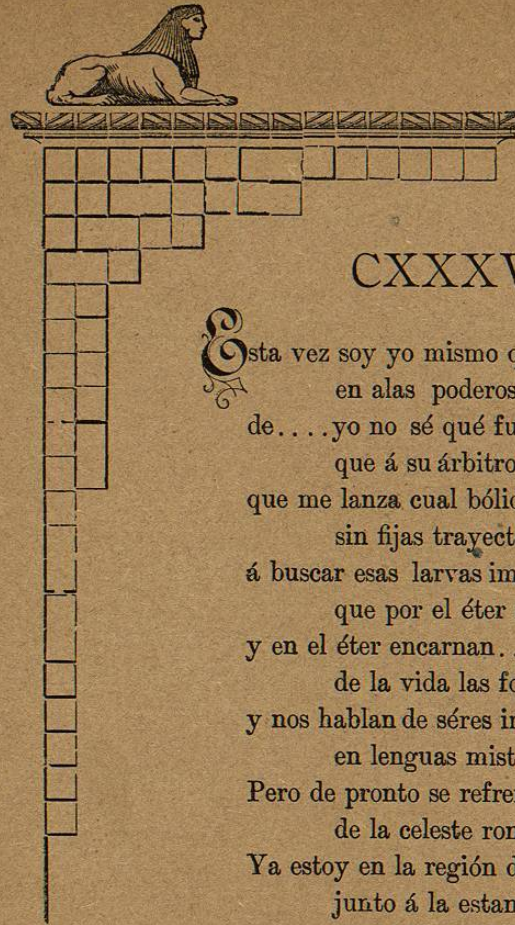 CXXXV
Esta vez soy yo mismo
en alas poderos
de....yo no sé qué fu
que á su árbitro
que me lanza cual bólid
sin fijas trayect
á buscar esas larvas im
que por el éter
y en el éter encarnan..
de la vida las fo
y nos hablan de séres in
en lenguas mist
Pero de pronto se refre
de la celeste ron
Ya estoy en la región d
junto á la estan